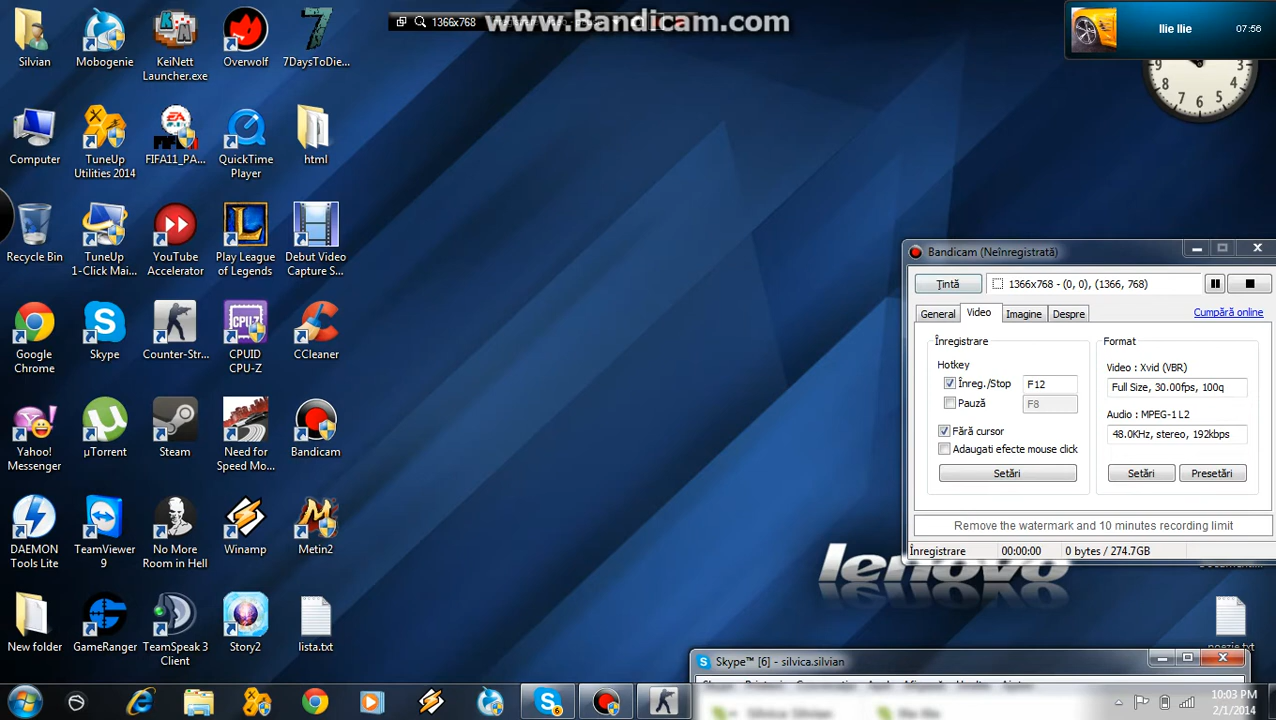 1366x768
www.Bandicam.com
Ilie Ilie
07:56
Silvian
Mobogenie
KeiNett
Launcher.exe
Overwolf
7DaysToDie...
Computer
TuneUp
Utilities 2014
FIFA11_PA...
QuickTime
Player
html
Recycle Bin
TuneUp
1-Click Mai...
YouTube
Accelerator
Play League
of Legends
Debut Video
Capture S...
Google
Chrome
Skype
Counter-Str...
CPUID
CPU-Z
CCleaner
Yahoo!
Messenger
µTorrent
Steam
Need for
Speed Mo...
Bandicam
DAEMON
Tools Lite
TeamViewer
9
No More
Room in Hell
Winamp
Metin2
New folder
GameRanger
TeamSpeak 3
Client
Story2
lista.txt
Bandicam (Neînregistrată)
Țintă
1366x768 - (0, 0), (1366, 768)
General
Video
Imagine
Despre
Cumpără online
Înregistrare
Hotkey
Înreg./Stop
F12
Pauză
F8
Fără cursor
Adaugati efecte mouse click
Setări
Format
Video : Xvid (VBR)
Full Size, 30.00fps, 100q
Audio : MPEG-1 L2
48.0KHz, stereo, 192kbps
Setări
Presetări
Remove the watermark and 10 minutes recording limit
Înregistrare
00:00:00
0 bytes / 274.7GB
lenovo
poezie.txt
Skype™ [6] - silvica.silvian
10:03 PM
2/1/2014